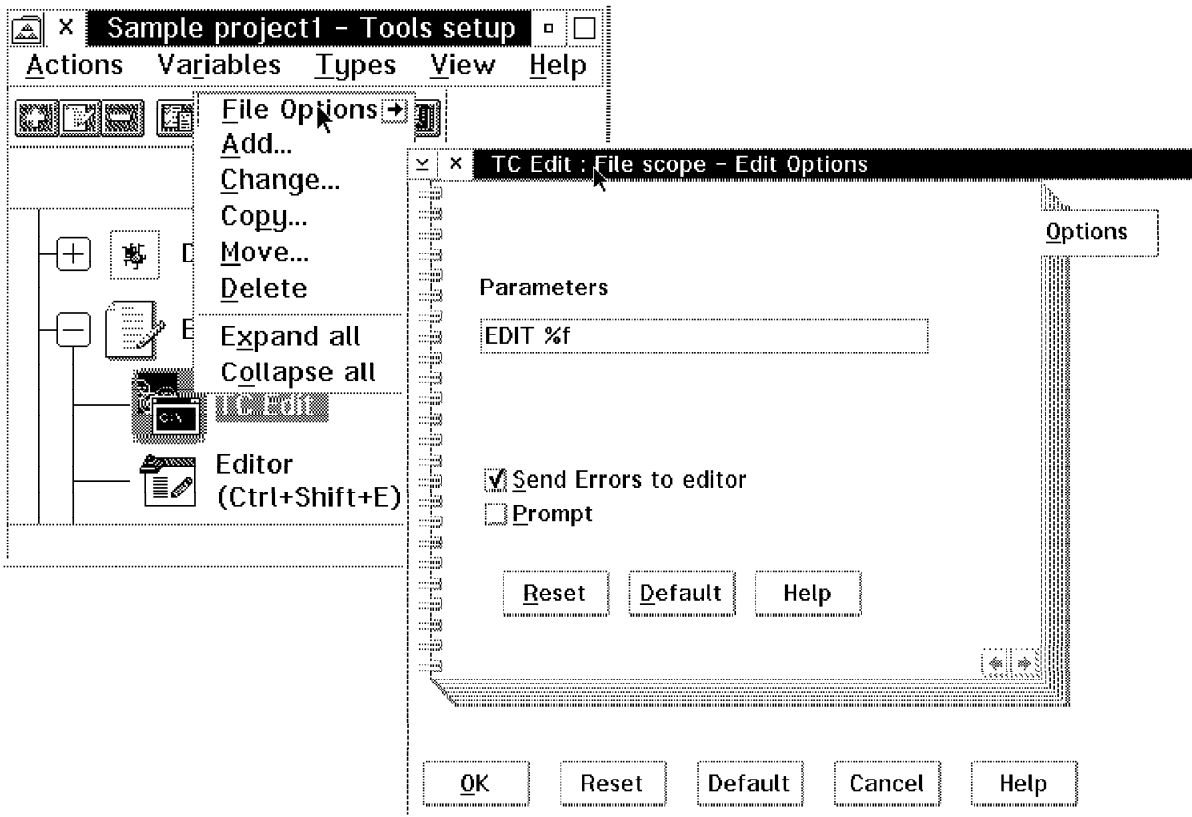 Sample project1 – Tools setup
Actions Variables Types View Help
File Options
Add...
Change...
Copy...
Move...
Delete
Expand all
Collapse all
TC Edit
Editor
(Ctrl+Shift+E)
TC Edit : File scope – Edit Options
Options
Parameters
EDIT %f
Send Errors to editor
Prompt
Reset Default Help
OK Reset Default Cancel Help